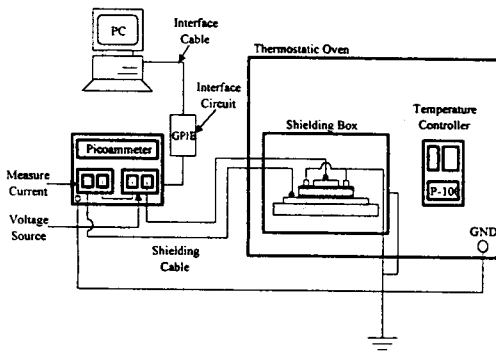 PC
Interface
Cable
Interface
Circuit
GPIB
Thermostatic Oven
Temperature
Controller
Shielding Box
Picoammeter
Measure
Current
Voltage
Source
Shielding
Cable
GND